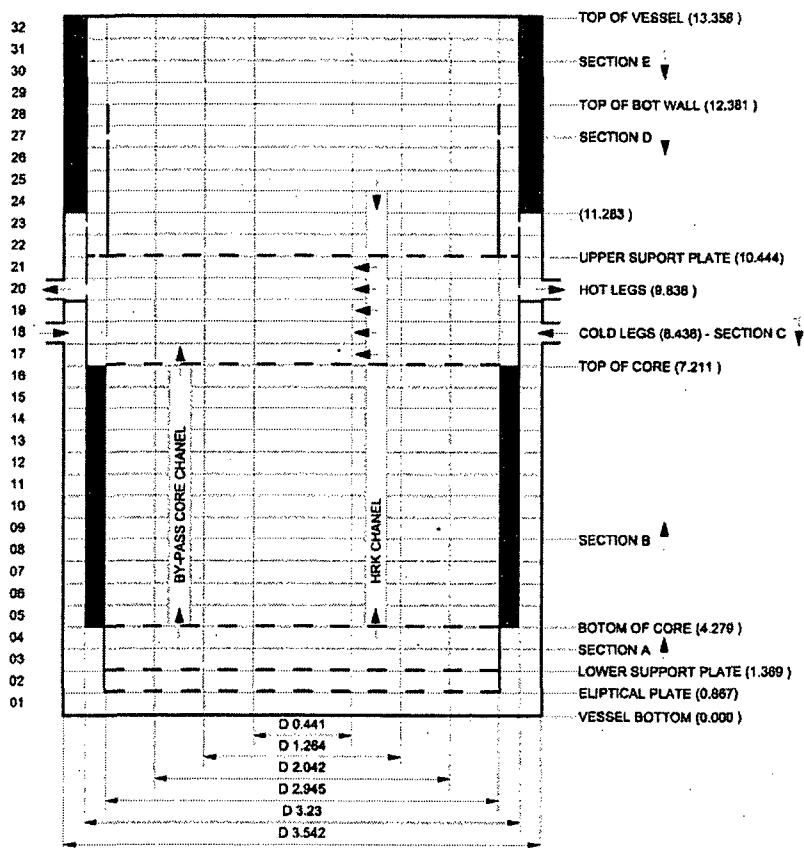 32
31
30
29
28
27
26
25
24
23
22
21
20
19
18
17
16
15
14
13
12
11
10
09
08
07
06
05
04
03
02
01
TOP OF VESSEL (13.358)
SECTION E
TOP OF BOT WALL (12.381)
SECTION D
(11.283)
UPPER SUPORT PLATE (10.444)
HOT LEGS (9.838)
COLD LEGS (8.438) - SECTION C
TOP OF CORE (7.211)
SECTION B
BOTOM OF CORE (4.279)
SECTION A
LOWER SUPPORT PLATE (1.369)
ELIPTICAL PLATE (0.867)
VESSEL BOTTOM (0.000)
BY-PASS CORE CHANEL
HRK CHANEL
D 0.441
D 1.264
D 2.042
D 2.945
D 3.23
D 3.542